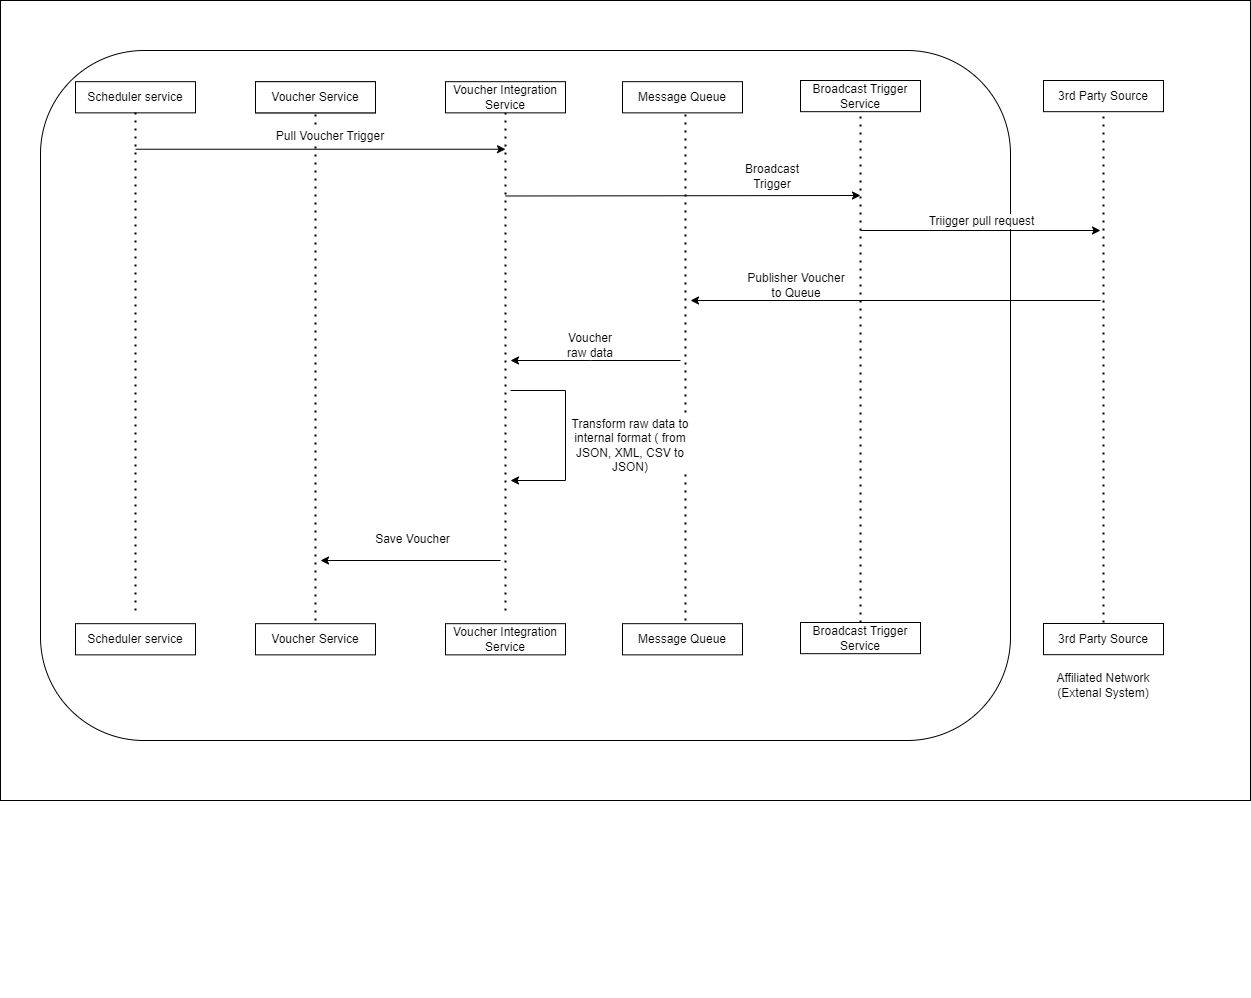 Scheduler service
Voucher Service
Voucher Integration
Service
Message Queue
Broadcast Trigger
Service
3rd Party Source
Pull Voucher Trigger
Broadcast
Trigger
Triigger pull request
Publisher Voucher
to Queue
Voucher
raw data
Transform raw data to
internal format ( from
JSON, XML, CSV to
JSON)
Save Voucher
Scheduler service
Voucher Service
Voucher Integration
Service
Message Queue
Broadcast Trigger
Service
3rd Party Source
Affiliated Network
(Extenal System)